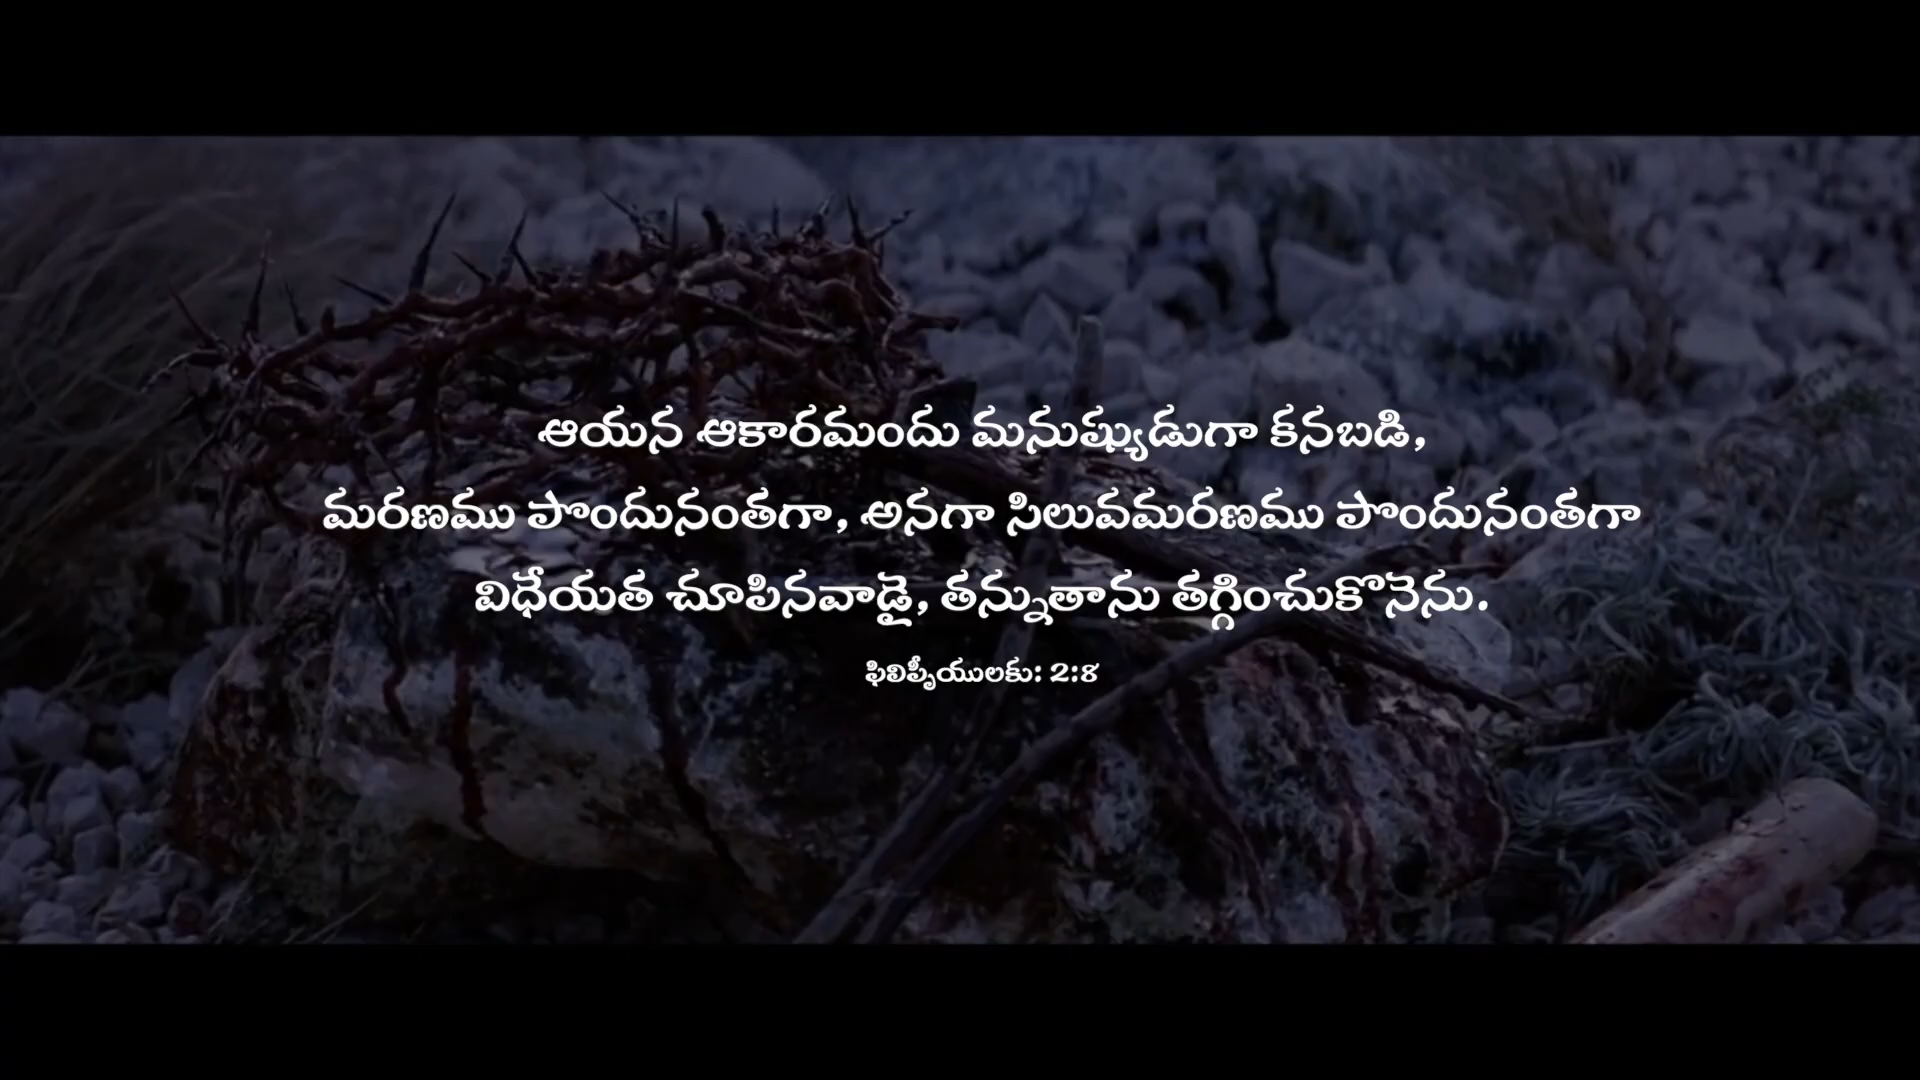 ఆయన ఆకారమందు మనుష్యుడుగా కనబడి,
మరణము పొందునంతగా, అనగా సిలువమరణము పొందునంతగా
విధేయత చూపినవాడై, తన్నుతాను తగ్గించుకొనెను.
ఫిలిప్పీయులకు: 2:8